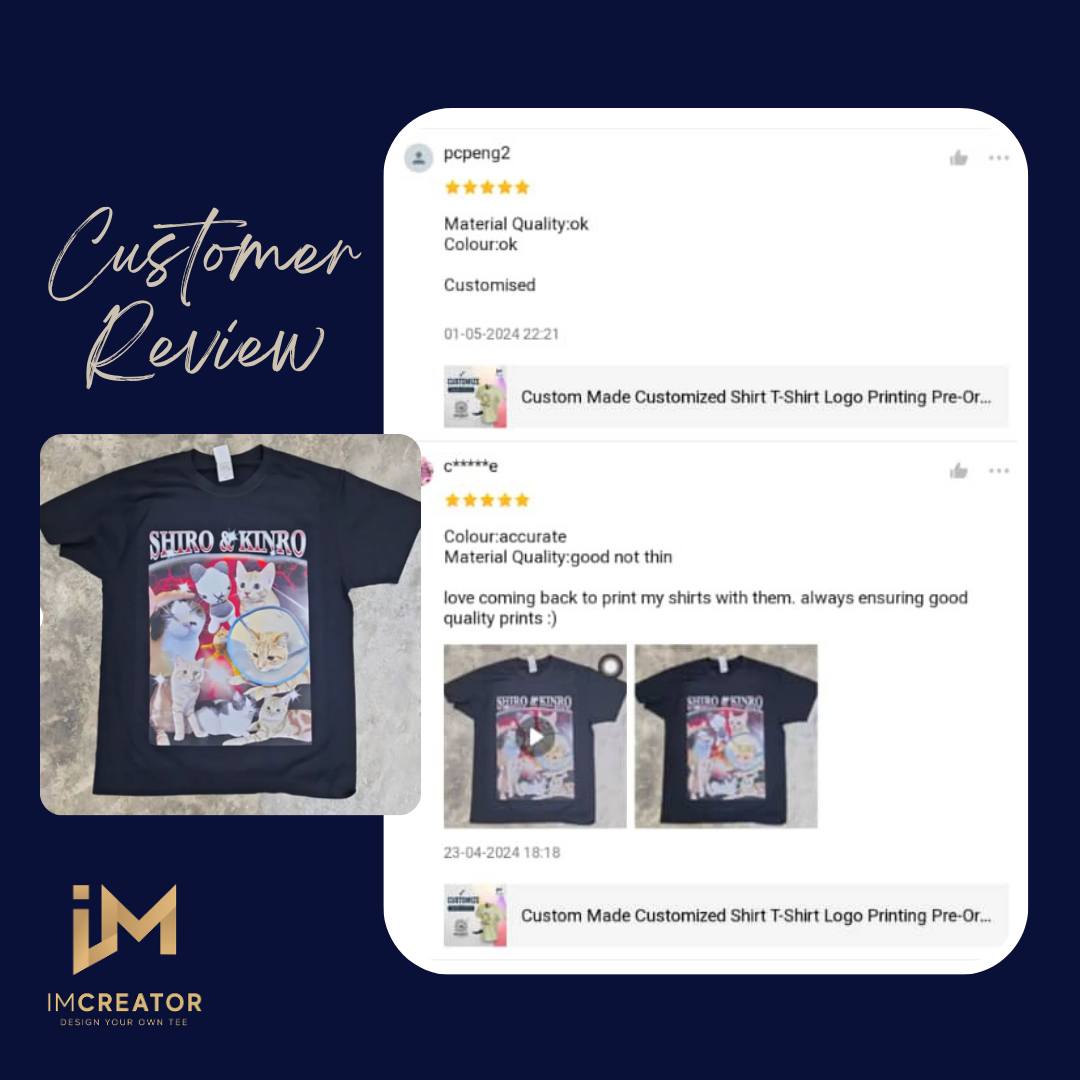 Customer
Review
pcpeng2
Material Quality:ok
Colour:ok
Customised
01-05-2024 22:21
CUSTOMIZE
Custom Made Customized Shirt T-Shirt Logo Printing Pre-Or...
c*****e
Colour:accurate
Material Quality:good not thin
love coming back to print my shirts with them. always ensuring good
quality prints :)
SHIRO & KINRO
SHIRO & KINRO
SHIRO & KINRO
23-04-2024 18:18
CUSTOMIZE
Custom Made Customized Shirt T-Shirt Logo Printing Pre-Or...
iM
IMCREATOR
DESIGN YOUR OWN TEE